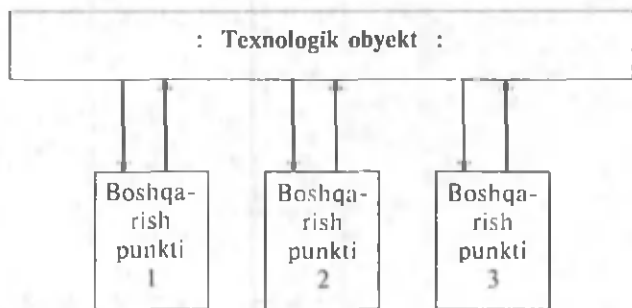 : Texnologik obyekt :
Boshqa-
rish
punkti
1
Boshqa-
rish
punkti
2
Boshqa-
rish
punkti
3